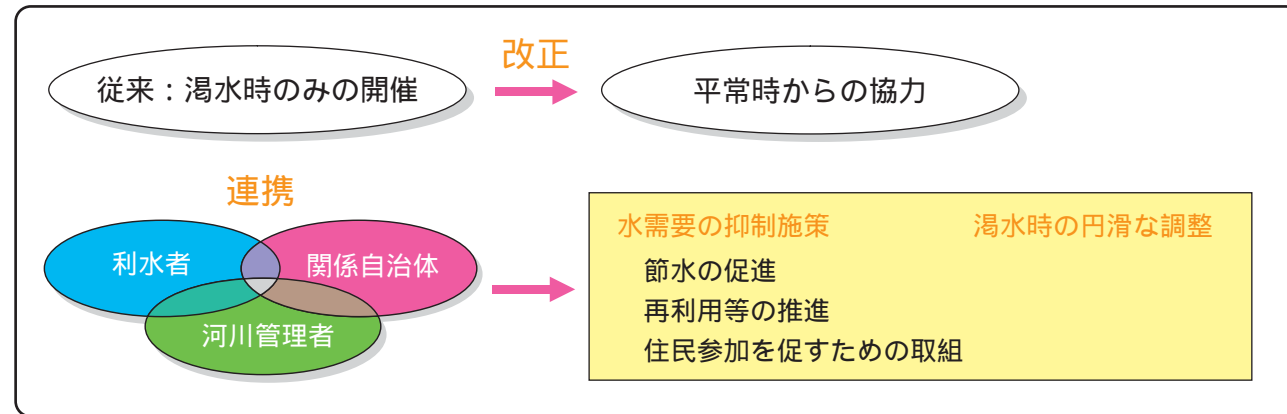 改正
従来：渇水時のみの開催
平常時からの協力
連携
利水者
関係自治体
河川管理者
水需要の抑制施策
渇水時の円滑な調整
節水の促進
再利用等の推進
住民参加を促すための取組